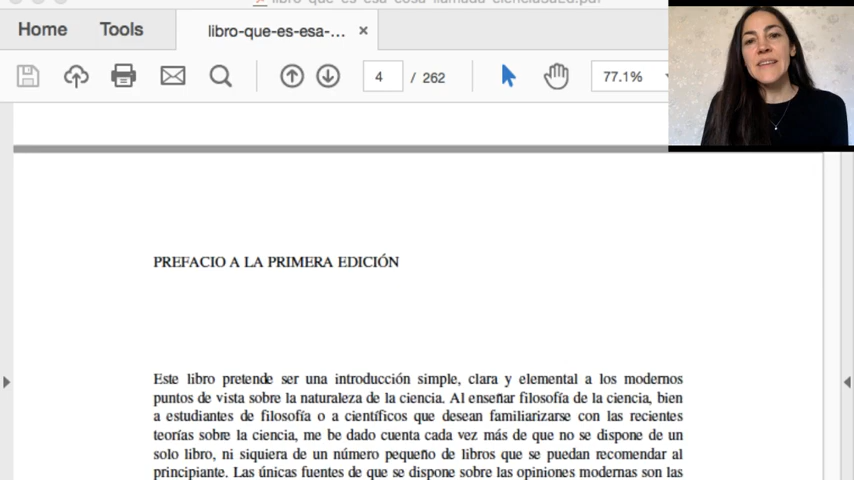 libro-que-es-esa-cosa-llamada-ciencia
Home
Tools
libro-que-es-esa-...
×
4
/ 262
77.1%
PREFACIO A LA PRIMERA EDICIÓN
Este libro pretende ser una introducción simple, clara y elemental a los modernos
puntos de vista sobre la naturaleza de la ciencia. Al enseñar filosofía de la ciencia, bien
a estudiantes de filosofía o a científicos que desean familiarizarse con las recientes
teorías sobre la ciencia, me be dado cuenta cada vez más de que no se dispone de un
solo libro, ni siquiera de un número pequeño de libros que se puedan recomendar al
principiante. Las únicas fuentes de que se dispone sobre las opiniones modernas son las